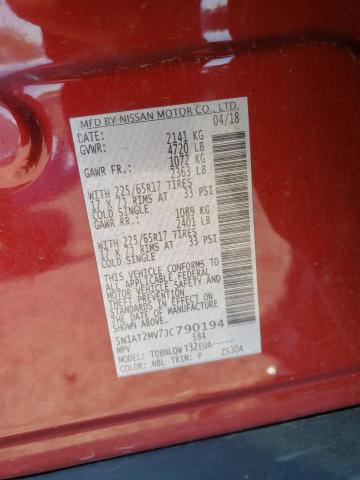 MFD BY NISSAN MOTOR CO., LTD.
DATE: 04/18
GVWR: 2141 KG
4720 LB
GAWR FR.: 1072 KG
2363 LB
WITH 225/65R17 TIRES
17 X 7J RIMS AT 33 PSI
COLD SINGLE
GAWR RR.: 1089 KG
2401 LB
WITH 225/65R17 TIRES
17 X 7J RIMS AT 33 PSI
COLD SINGLE
THIS VEHICLE CONFORMS TO
ALL APPLICABLE FEDERAL
MOTOR VEHICLE SAFETY, BUMPER, AND
THEFT PREVENTION STANDARDS
IN EFFECT ON THE DATE OF
MANUFACTURE SHOWN ABOVE.
5N1AT2MV7JC790194
MPV S84
MODEL: TDBNLQWT32EUA-----
COLOR: NBL TRIM: P ZS30A